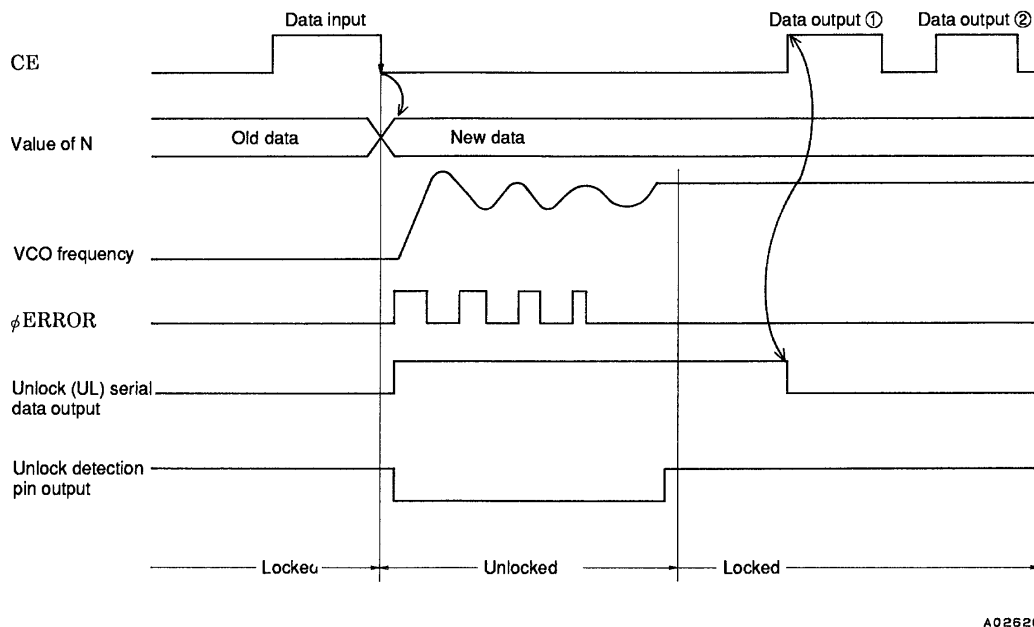 Data input
Data output ①
Data output ②
CE
Value of N
Old data
New data
VCO frequency
φERROR
Unlock (UL) serial
data output
Unlock detection
pin output
Locked
Unlocked
Locked